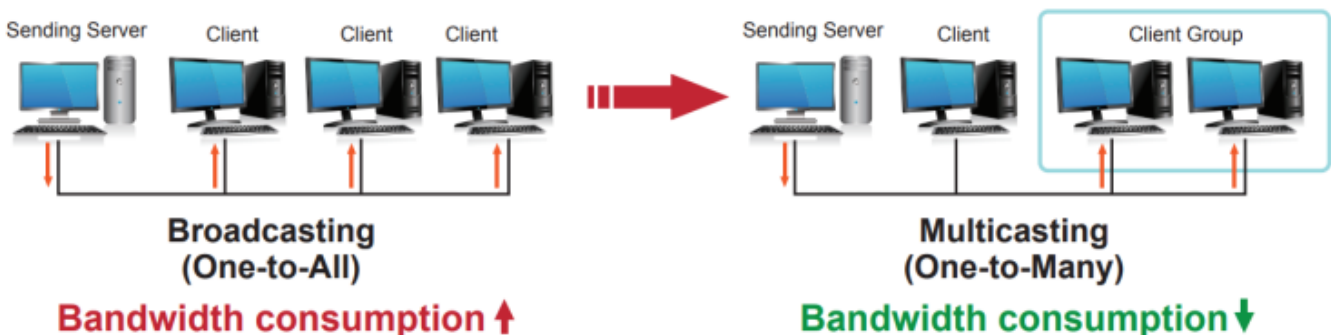 Sending Server
Client
Client
Client
Broadcasting
(One-to-All)
Bandwidth consumption
Sending Server
Client
Client Group
Multicasting
(One-to-Many)
Bandwidth consumption